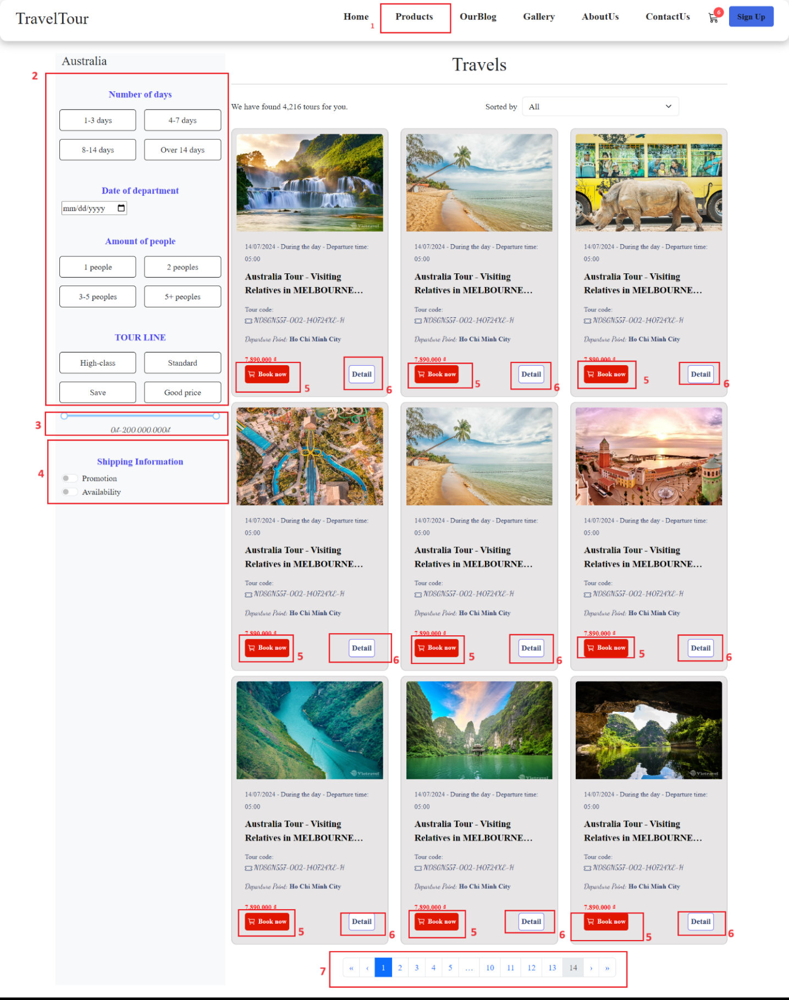 TravelTour
Home
1
Products
OurBlog
Gallery
AboutUs
ContactUs
6
Sign Up
Australia
2
Number of days
1-3 days
4-7 days
8-14 days
Over 14 days
Date of department
mm/dd/yyyy
Amount of people
1 people
2 peoples
3-5 peoples
5+ peoples
TOUR LINE
High-class
Standard
Save
Good price
3
0đ-200.000.000đ
4
Shipping Information
Promotion
Availability
Travels
We have found 4,216 tours for you.
Sorted by
All
Vietravel
14/07/2024 - During the day - Departure time:
05:00
Australia Tour - Visiting
Relatives in MELBOURNE...
Tour code:
NDSGN557-002-140724XE-H
Departure Point: Ho Chi Minh City
7.890.000 ₫
Book now
5
Detail
6
Vietravel
14/07/2024 - During the day - Departure time:
05:00
Australia Tour - Visiting
Relatives in MELBOURNE...
Tour code:
NDSGN557-002-140724XE-H
Departure Point: Ho Chi Minh City
7.890.000 ₫
Book now
5
Detail
6
14/07/2024 - During the day - Departure time:
05:00
Australia Tour - Visiting
Relatives in MELBOURNE...
Tour code:
NDSGN557-002-140724XE-H
Departure Point: Ho Chi Minh City
7.890.000 ₫
Book now
5
Detail
6
14/07/2024 - During the day - Departure time:
05:00
Australia Tour - Visiting
Relatives in MELBOURNE...
Tour code:
NDSGN557-002-140724XE-H
Departure Point: Ho Chi Minh City
7.890.000 ₫
Book now
5
Detail
6
Vietravel
14/07/2024 - During the day - Departure time:
05:00
Australia Tour - Visiting
Relatives in MELBOURNE...
Tour code:
NDSGN557-002-140724XE-H
Departure Point: Ho Chi Minh City
7.890.000 ₫
Book now
5
Detail
6
14/07/2024 - During the day - Departure time:
05:00
Australia Tour - Visiting
Relatives in MELBOURNE...
Tour code:
NDSGN557-002-140724XE-H
Departure Point: Ho Chi Minh City
7.890.000 ₫
Book now
5
Detail
6
Vietravel
14/07/2024 - During the day - Departure time:
05:00
Australia Tour - Visiting
Relatives in MELBOURNE...
Tour code:
NDSGN557-002-140724XE-H
Departure Point: Ho Chi Minh City
7.890.000 ₫
Book now
5
Detail
6
Vietravel
14/07/2024 - During the day - Departure time:
05:00
Australia Tour - Visiting
Relatives in MELBOURNE...
Tour code:
NDSGN557-002-140724XE-H
Departure Point: Ho Chi Minh City
7.890.000 ₫
Book now
5
Detail
6
Vietravel
14/07/2024 - During the day - Departure time:
05:00
Australia Tour - Visiting
Relatives in MELBOURNE...
Tour code:
NDSGN557-002-140724XE-H
Departure Point: Ho Chi Minh City
7.890.000 ₫
Book now
5
Detail
6
7
« ‹ 1 2 3 4 5 ... 10 11 12 13 14 › »